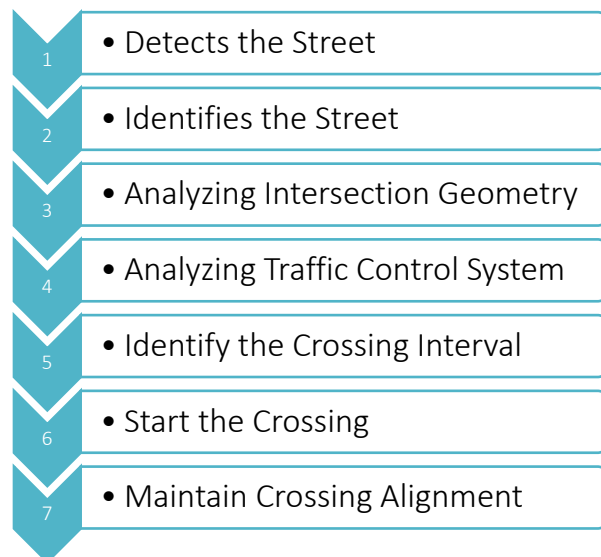 1
• Detects the Street
2
• Identifies the Street
3
• Analyzing Intersection Geometry
4
• Analyzing Traffic Control System
5
• Identify the Crossing Interval
6
• Start the Crossing
7
• Maintain Crossing Alignment